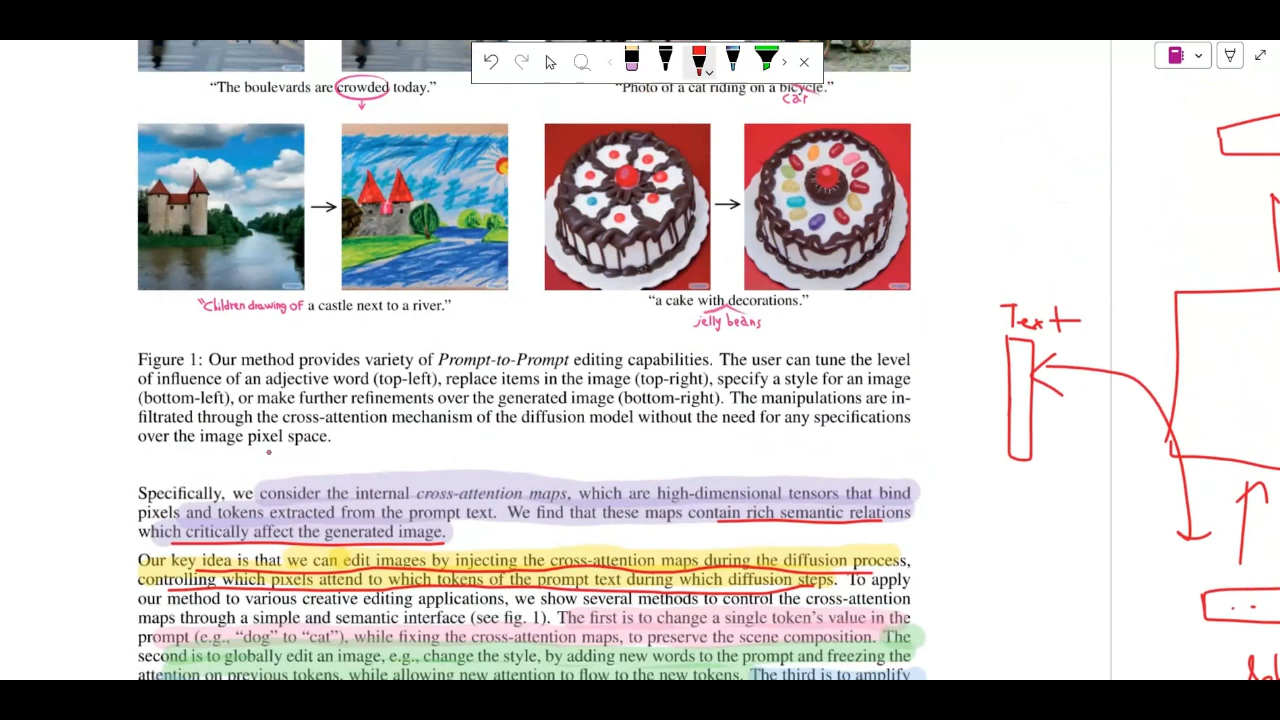 "The boulevards are crowded today."
"Photo of a cat riding on a bicycle."
car
"Children drawing of a castle next to a river."
"a cake with decorations."
jelly beans
Text
Figure 1: Our method provides variety of Prompt-to-Prompt editing capabilities. The user can tune the level
of influence of an adjective word (top-left), replace items in the image (top-right), specify a style for an image
(bottom-left), or make further refinements over the generated image (bottom-right). The manipulations are in-
filtrated through the cross-attention mechanism of the diffusion model without the need for any specifications
over the image pixel space.
Specifically, we consider the internal cross-attention maps, which are high-dimensional tensors that bind
pixels and tokens extracted from the prompt text. We find that these maps contain rich semantic relations
which critically affect the generated image.
Our key idea is that we can edit images by injecting the cross-attention maps during the diffusion process,
controlling which pixels attend to which tokens of the prompt text during which diffusion steps. To apply
our method to various creative editing applications, we show several methods to control the cross-attention
maps through a simple and semantic interface (see fig. 1). The first is to change a single token's value in the
prompt (e.g., "dog" to "cat"), while fixing the cross-attention maps, to preserve the scene composition. The
second is to globally edit an image, e.g., change the style, by adding new words to the prompt and freezing the
attention on previous tokens, while allowing new attention to flow to the new tokens. The third is to amplify